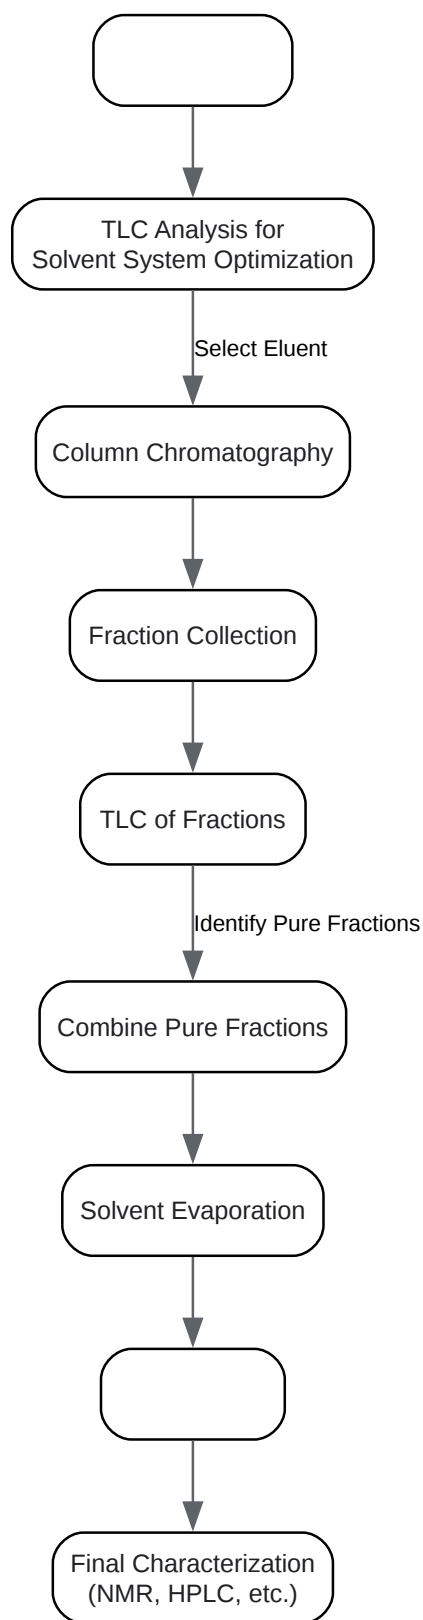 TLC Analysis for
Solvent System Optimization
Select Eluent
Column Chromatography
Fraction Collection
TLC of Fractions
Identify Pure Fractions
Combine Pure Fractions
Solvent Evaporation
Final Characterization
(NMR, HPLC, etc.)